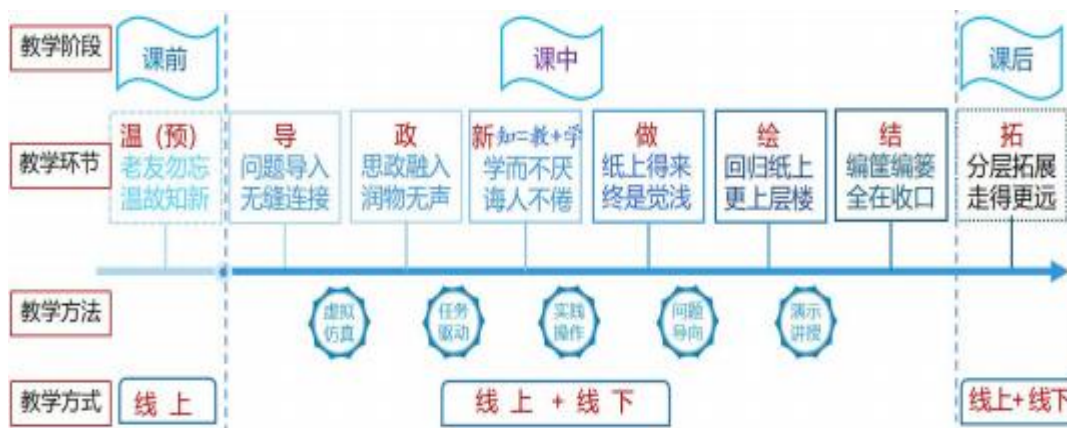 教学阶段
课前
课中
课后
教学环节
温（预）
老友勿忘
温故知新
导
问题导入
无缝连接
政
思政融入
润物无声
新知=教+学
学而不厌
诲人不倦
做
纸上得来
终是觉浅
绘
回归纸上
更上层楼
结
编筐编篓
全在收口
拓
分层拓展
走得更远
教学方法
虚拟
仿真
任务
驱动
实践
操作
问题
导向
演示
讲授
教学方式
线上
线上+线下
线上+线下